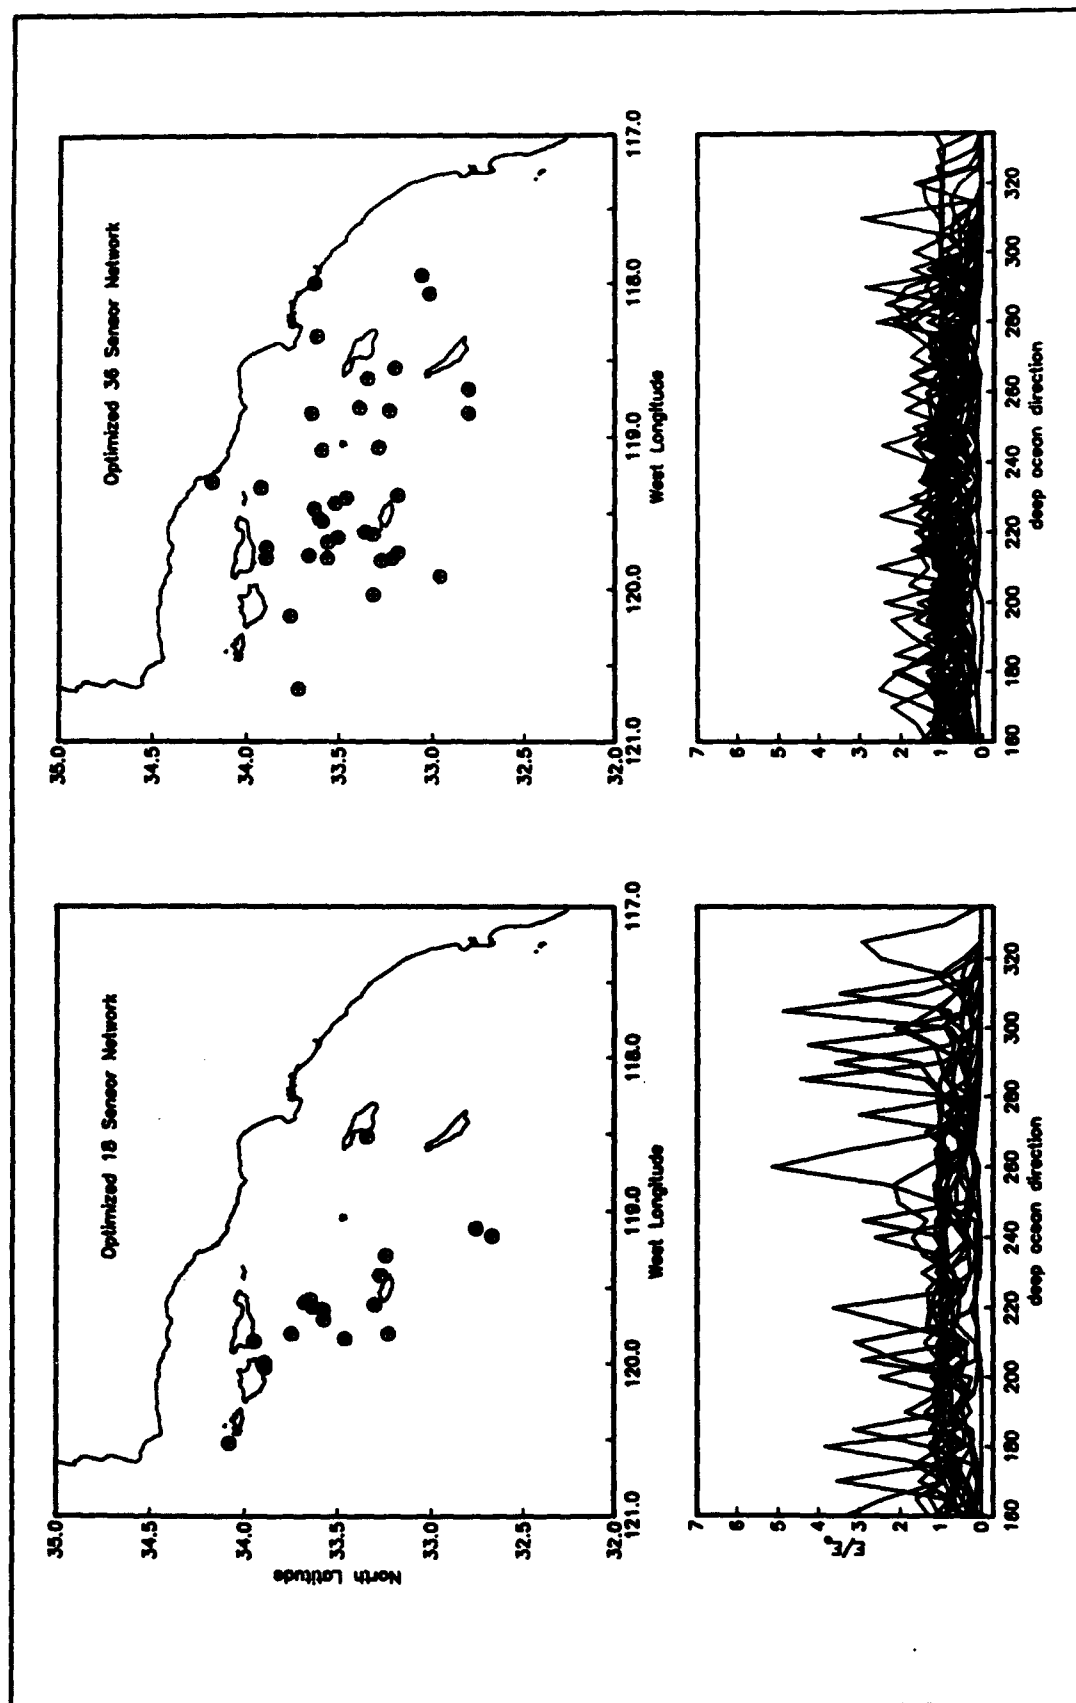 Optimized 18 Sensor Network
North Latitude
35.0
34.5
34.0
33.5
33.0
32.5
32.0
121.0 120.0 119.0 118.0 117.0
West Longitude
7
6
5
4
3
2
1
0
160 180 200 220 240 260 280 300 320
deep ocean direction
Optimized 36 Sensor Network
35.0
34.5
34.0
33.5
33.0
32.5
32.0
121.0 120.0 119.0 118.0 117.0
West Longitude
7
6
5
4
3
2
1
0
160 180 200 220 240 260 280 300 320
deep ocean direction